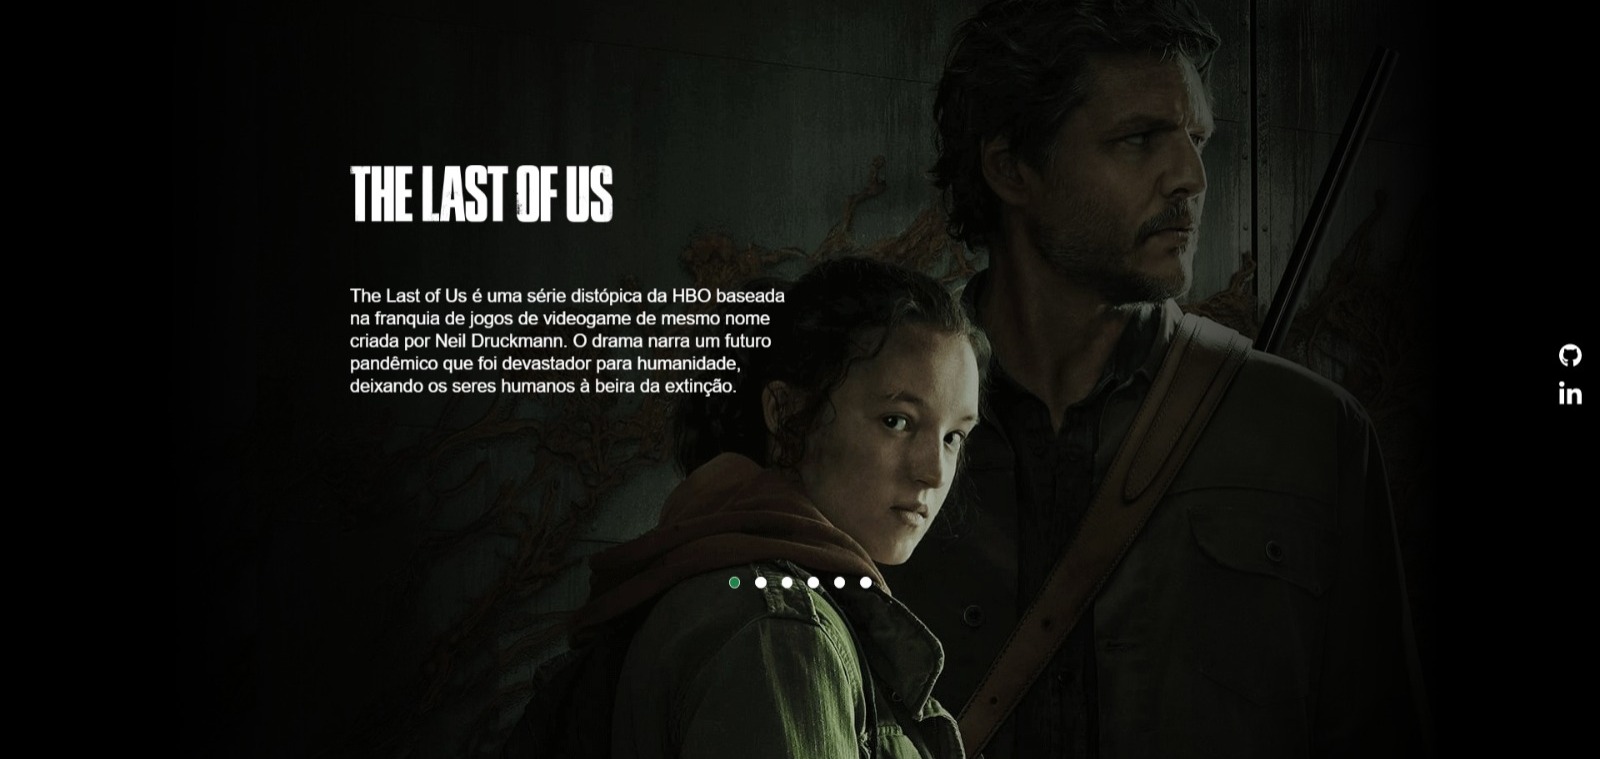 THE LAST OF US
The Last of Us é uma série distópica da HBO baseada
na franquia de jogos de videogame de mesmo nome
criada por Neil Druckmann. O drama narra um futuro
pandêmico que foi devastador para humanidade,
deixando os seres humanos à beira da extinção.
in